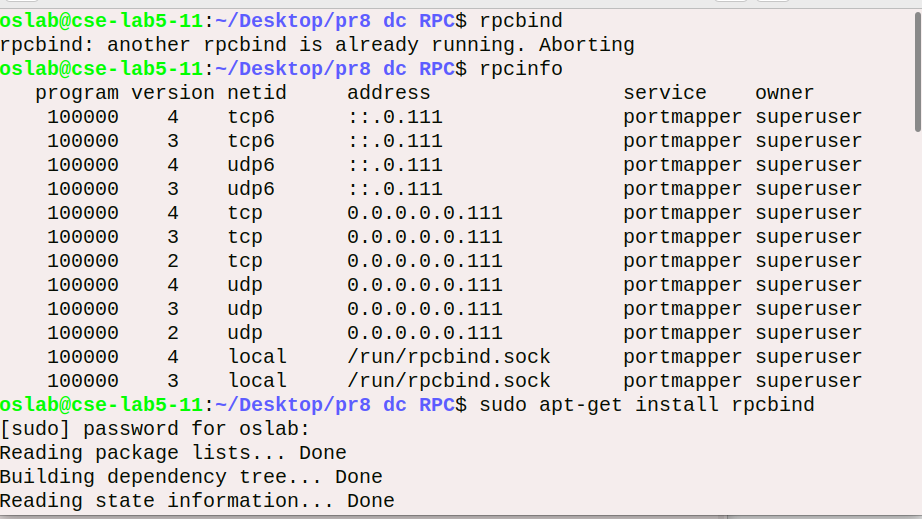 oslab@cse-lab5-11:~/Desktop/pr8 dc RPC$ rpcbind
rpcbind: another rpcbind is already running. Aborting
oslab@cse-lab5-11:~/Desktop/pr8 dc RPC$ rpcinfo
   program version netid     address                service    owner
    100000    4    tcp6      ::.0.111               portmapper superuser
    100000    3    tcp6      ::.0.111               portmapper superuser
    100000    4    udp6      ::.0.111               portmapper superuser
    100000    3    udp6      ::.0.111               portmapper superuser
    100000    4    tcp       0.0.0.0.0.111          portmapper superuser
    100000    3    tcp       0.0.0.0.0.111          portmapper superuser
    100000    2    tcp       0.0.0.0.0.111          portmapper superuser
    100000    4    udp       0.0.0.0.0.111          portmapper superuser
    100000    3    udp       0.0.0.0.0.111          portmapper superuser
    100000    2    udp       0.0.0.0.0.111          portmapper superuser
    100000    4    local     /run/rpcbind.sock      portmapper superuser
    100000    3    local     /run/rpcbind.sock      portmapper superuser
oslab@cse-lab5-11:~/Desktop/pr8 dc RPC$ sudo apt-get install rpcbind
[sudo] password for oslab:
Reading package lists... Done
Building dependency tree... Done
Reading state information... Done